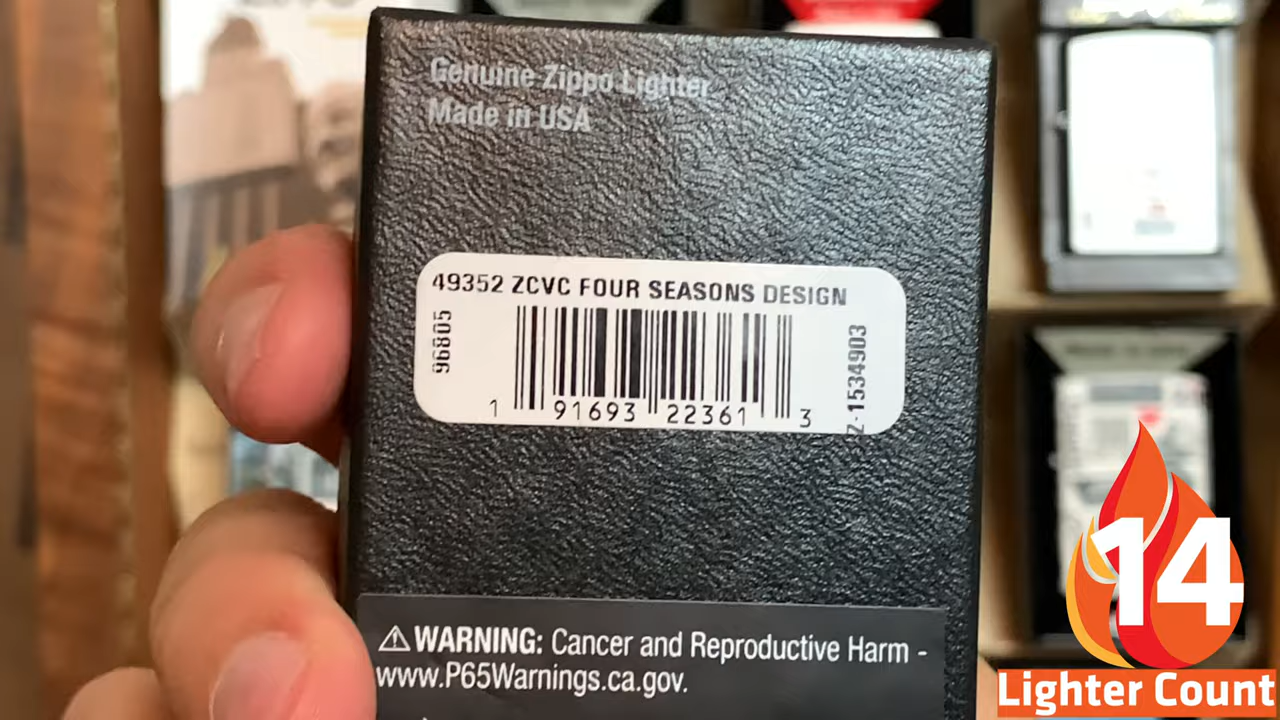 Genuine Zippo Lighter
Made in USA
49352 ZCVC FOUR SEASONS DESIGN
96805
Z-1534903
1 91693 22361 3
WARNING: Cancer and Reproductive Harm -
www.P65Warnings.ca.gov.
14
Lighter Count